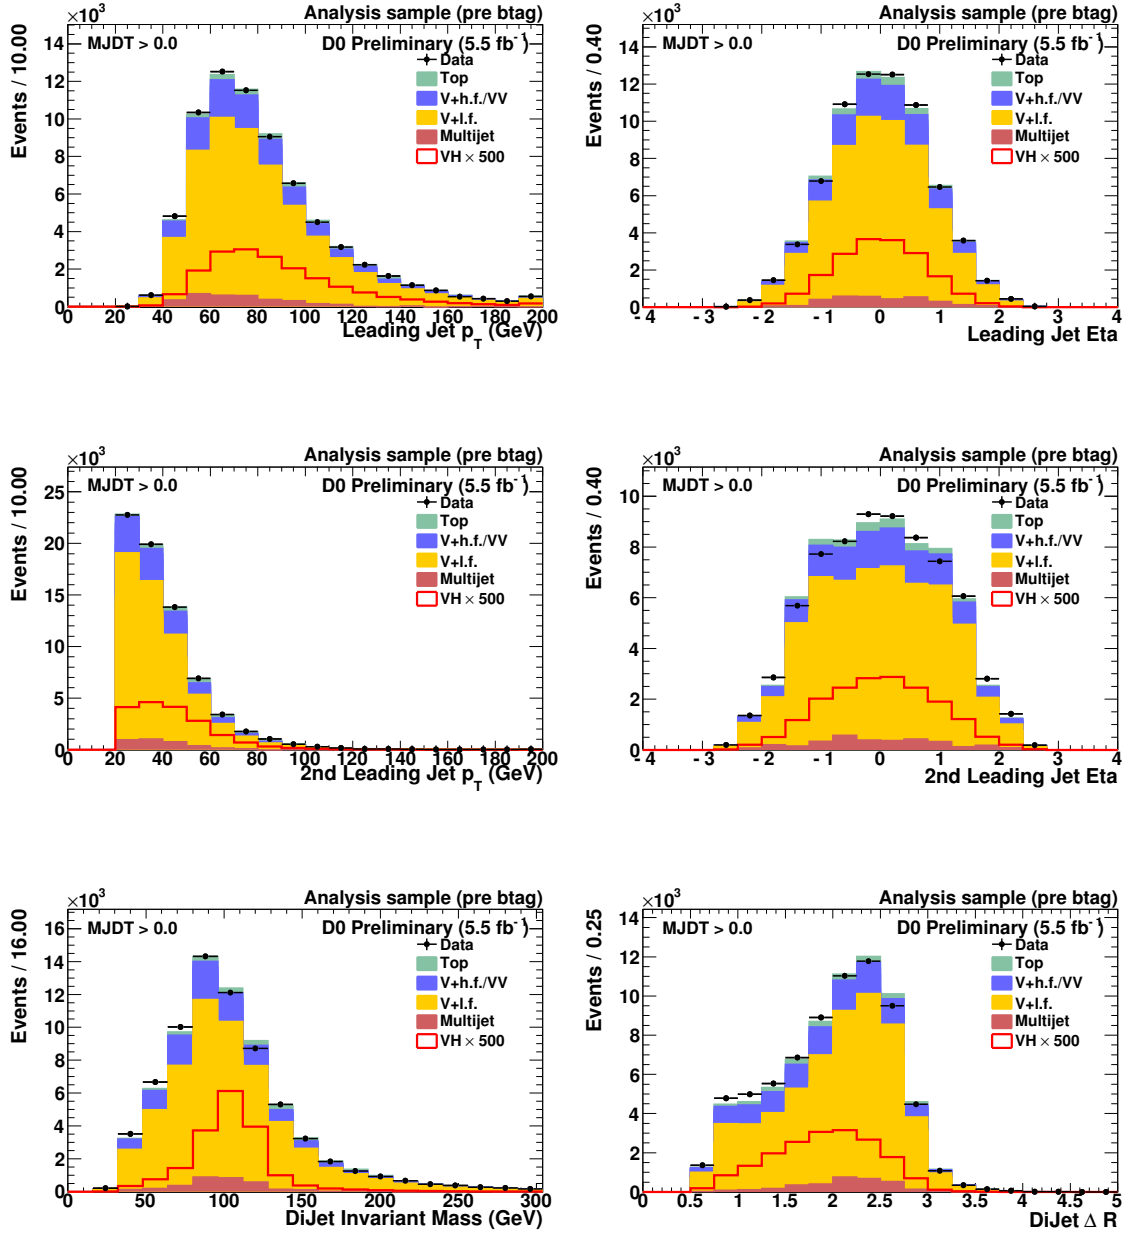 ×10³ Analysis sample (pre btag)
MJDT > 0.0 D0 Preliminary (5.5 fb⁻¹)
Events / 10.00
14
12
10
8
6
4
2
0
Data
Top
V+h.f./VV
V+l.f.
Multijet
VH × 500
0 20 40 60 80 100 120 140 160 180 200
Leading Jet p_T (GeV)
×10³ Analysis sample (pre btag)
MJDT > 0.0 D0 Preliminary (5.5 fb⁻¹)
Events / 0.40
14
12
10
8
6
4
2
0
Data
Top
V+h.f./VV
V+l.f.
Multijet
VH × 500
-4 -3 -2 -1 0 1 2 3 4
Leading Jet Eta
×10³ Analysis sample (pre btag)
MJDT > 0.0 D0 Preliminary (5.5 fb⁻¹)
Events / 10.00
25
20
15
10
5
0
Data
Top
V+h.f./VV
V+l.f.
Multijet
VH × 500
20 40 60 80 100 120 140 160 180 200
2nd Leading Jet p_T (GeV)
×10³ Analysis sample (pre btag)
MJDT > 0.0 D0 Preliminary (5.5 fb⁻¹)
Events / 0.40
10
8
6
4
2
0
Data
Top
V+h.f./VV
V+l.f.
Multijet
VH × 500
-4 -3 -2 -1 0 1 2 3 4
2nd Leading Jet Eta
×10³ Analysis sample (pre btag)
MJDT > 0.0 D0 Preliminary (5.5 fb⁻¹)
Events / 16.00
16
14
12
10
8
6
4
2
0
Data
Top
V+h.f./VV
V+l.f.
Multijet
VH × 500
0 50 100 150 200 250 300
DiJet Invariant Mass (GeV)
×10³ Analysis sample (pre btag)
MJDT > 0.0 D0 Preliminary (5.5 fb⁻¹)
Events / 0.25
14
12
10
8
6
4
2
0
Data
Top
V+h.f./VV
V+l.f.
Multijet
VH × 500
0 0.5 1 1.5 2 2.5 3 3.5 4 4.5 5
DiJet Δ R